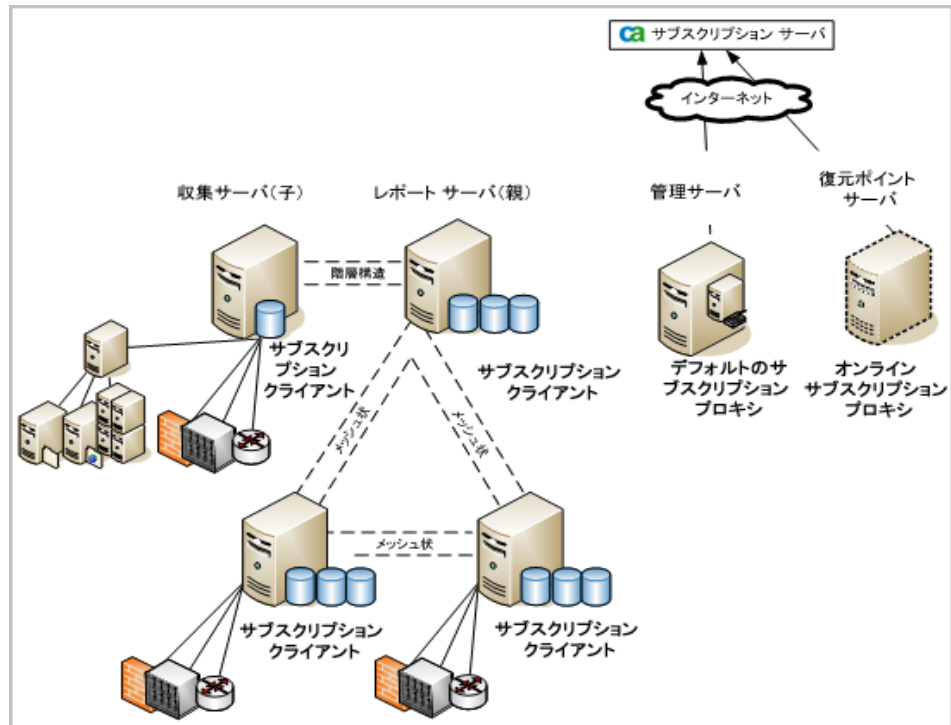 ca サブスクリプション サーバ
インターネット
収集サーバ(子)
レポート サーバ(親)
管理サーバ
復元ポイント
サーバ
階層構造
サブスクリ
プション
クライアント
サブスクリプション
クライアント
デフォルトのサ
ブスクリプション
プロキシ
オンライン
サブスクリプション
プロキシ
メッシュ状
メッシュ状
メッシュ状
サブスクリプション
クライアント
サブスクリプション
クライアント